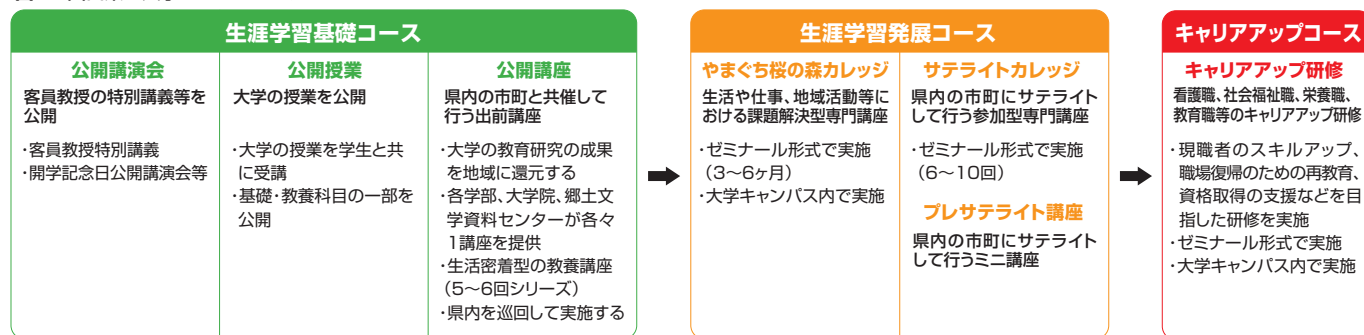 生涯学習基礎コース
公開講演会
客員教授の特別講義等を
公開
・客員教授特別講義
・開学記念日公開講演会等
公開授業
大学の授業を公開
・大学の授業を学生と共
に受講
・基礎・教養科目の一部を
公開
公開講座
県内の市町と共催して
行う出前講座
・大学の教育研究の成果
を地域に還元する
・各学部、大学院、郷土文
学資料センターが各々
1講座を提供
・生活密着型の教養講座
（5〜6回シリーズ）
・県内を巡回して実施する
生涯学習発展コース
やまぐち桜の森カレッジ
生活や仕事、地域活動等に
おける課題解決型専門講座
・ゼミナール形式で実施
（3〜6ヶ月）
・大学キャンパス内で実施
サテライトカレッジ
県内の市町にサテライト
して行う参加型専門講座
・ゼミナール形式で実施
（6〜10回）
プレサテライト講座
県内の市町にサテライト
して行うミニ講座
キャリアアップコース
キャリアアップ研修
看護職、社会福祉職、栄養職、
教育職等のキャリアアップ研修
・現職者のスキルアップ、
職場復帰のための再教育、
資格取得の支援などを目
指した研修を実施
・ゼミナール形式で実施
・大学キャンパス内で実施